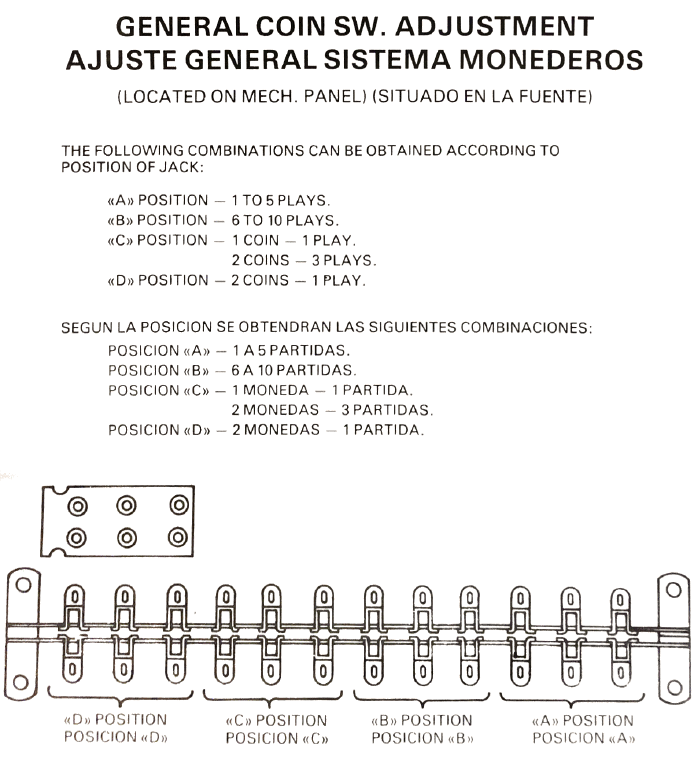 GENERAL COIN SW. ADJUSTMENT
AJUSTE GENERAL SISTEMA MONEDEROS
(LOCATED ON MECH. PANEL) (SITUADO EN LA FUENTE)
THE FOLLOWING COMBINATIONS CAN BE OBTAINED ACCORDING TO
POSITION OF JACK:
«A» POSITION — 1 TO 5 PLAYS.
«B» POSITION — 6 TO 10 PLAYS.
«C» POSITION — 1 COIN — 1 PLAY.
2 COINS — 3 PLAYS.
«D» POSITION — 2 COINS — 1 PLAY.
SEGUN LA POSICION SE OBTENDRAN LAS SIGUIENTES COMBINACIONES:
POSICION «A» — 1 A 5 PARTIDAS.
POSICION «B» — 6 A 10 PARTIDAS.
POSICION «C» — 1 MONEDA — 1 PARTIDA.
2 MONEDAS — 3 PARTIDAS.
POSICION «D» — 2 MONEDAS — 1 PARTIDA.
«D» POSITION «C» POSITION «B» POSITION «A» POSITION
POSICION «D» POSICION «C» POSICION «B» POSICION «A»